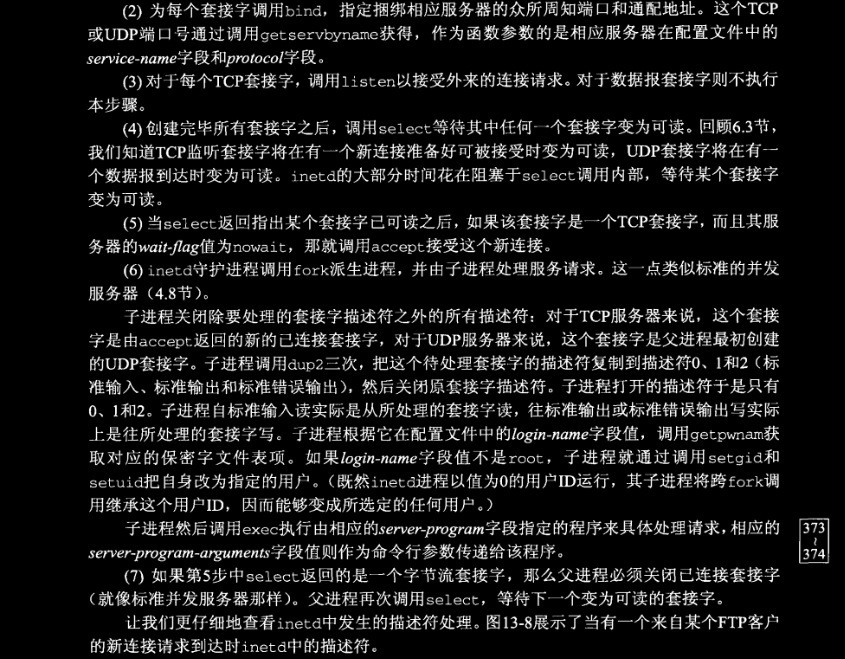 (2) 为每个套接字调用bind，指定捆绑相应服务器的众所周知端口和通配地址。这个TCP
或UDP端口号通过调用getservbyname获得，作为函数参数的是相应服务器在配置文件中的
service-name字段和protocol字段。
(3) 对于每个TCP套接字，调用listen以接受外来的连接请求。对于数据报套接字则不执行
本步骤。
(4) 创建完毕所有套接字之后，调用select等待其中任何一个套接字变为可读。回顾6.3节，
我们知道TCP监听套接字将在有一个新连接准备好可被接受时变为可读，UDP套接字将在有一
个数据报到达时变为可读。inetd的大部分时间花在阻塞于select调用内部，等待某个套接字
变为可读。
(5) 当select返回指出某个套接字已可读之后，如果该套接字是一个TCP套接字，而且其服
务器的wait-flag值为nowait，那就调用accept接受这个新连接。
(6) inetd守护进程调用fork派生进程，并由子进程处理服务请求。这一点类似标准的并发
服务器（4.8节）。
子进程关闭除要处理的套接字描述符之外的所有描述符：对于TCP服务器来说，这个套接
字是由accept返回的新的已连接套接字，对于UDP服务器来说，这个套接字是父进程最初创建
的UDP套接字。子进程调用dup2三次，把这个待处理套接字的描述符复制到描述符0、1和2（标
准输入、标准输出和标准错误输出），然后关闭原套接字描述符。子进程打开的描述符于是只有
0、1和2。子进程自标准输入读实际是从所处理的套接字读，往标准输出或标准错误输出写实际
上是往所处理的套接字写。子进程根据它在配置文件中的login-name字段值，调用getpwnam获
取对应的保密字文件表项。如果login-name字段值不是root，子进程就通过调用setgid和
setuid把自身改为指定的用户。（既然inetd进程以值为0的用户ID运行，其子进程将跨fork调
用继承这个用户ID，因而能够变成所选定的任何用户。）
子进程然后调用exec执行由相应的server-program字段指定的程序来具体处理请求，相应的
server-program-arguments字段值则作为命令行参数传递给该程序。
373
~
374
(7) 如果第5步中select返回的是一个字节流套接字，那么父进程必须关闭已连接套接字
（就像标准并发服务器那样）。父进程再次调用select，等待下一个变为可读的套接字。
让我们更仔细地查看inetd中发生的描述符处理。图13-8展示了当有一个来自某个FTP客户
的新连接请求到达时inetd中的描述符。